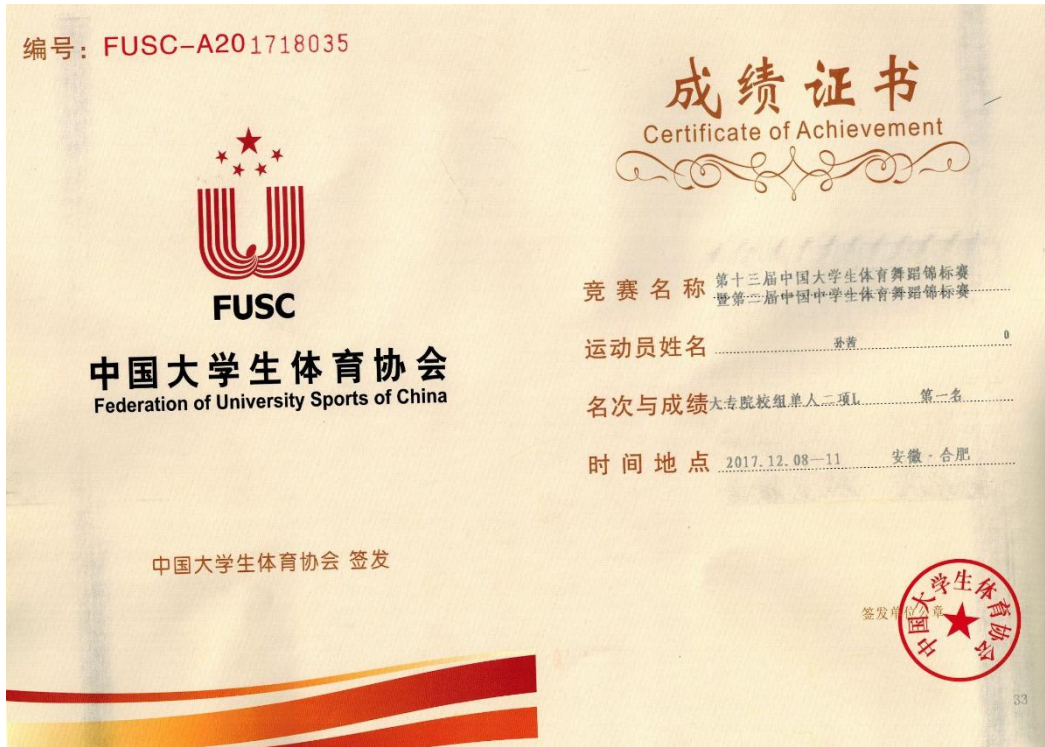 编号：FUSC-A201718035
FUSC
中国大学生体育协会
Federation of University Sports of China
中国大学生体育协会 签发
成绩证书
Certificate of Achievement
竞赛名称 第十三届中国大学生体育舞蹈锦标赛
暨第二届中国中学生体育舞蹈锦标赛
运动员姓名 孙茜 0
名次与成绩 大专院校组单人二项L 第一名
时间地点 2017.12.08—11 安徽·合肥
签发单位公章
中国大学生体育协会
33